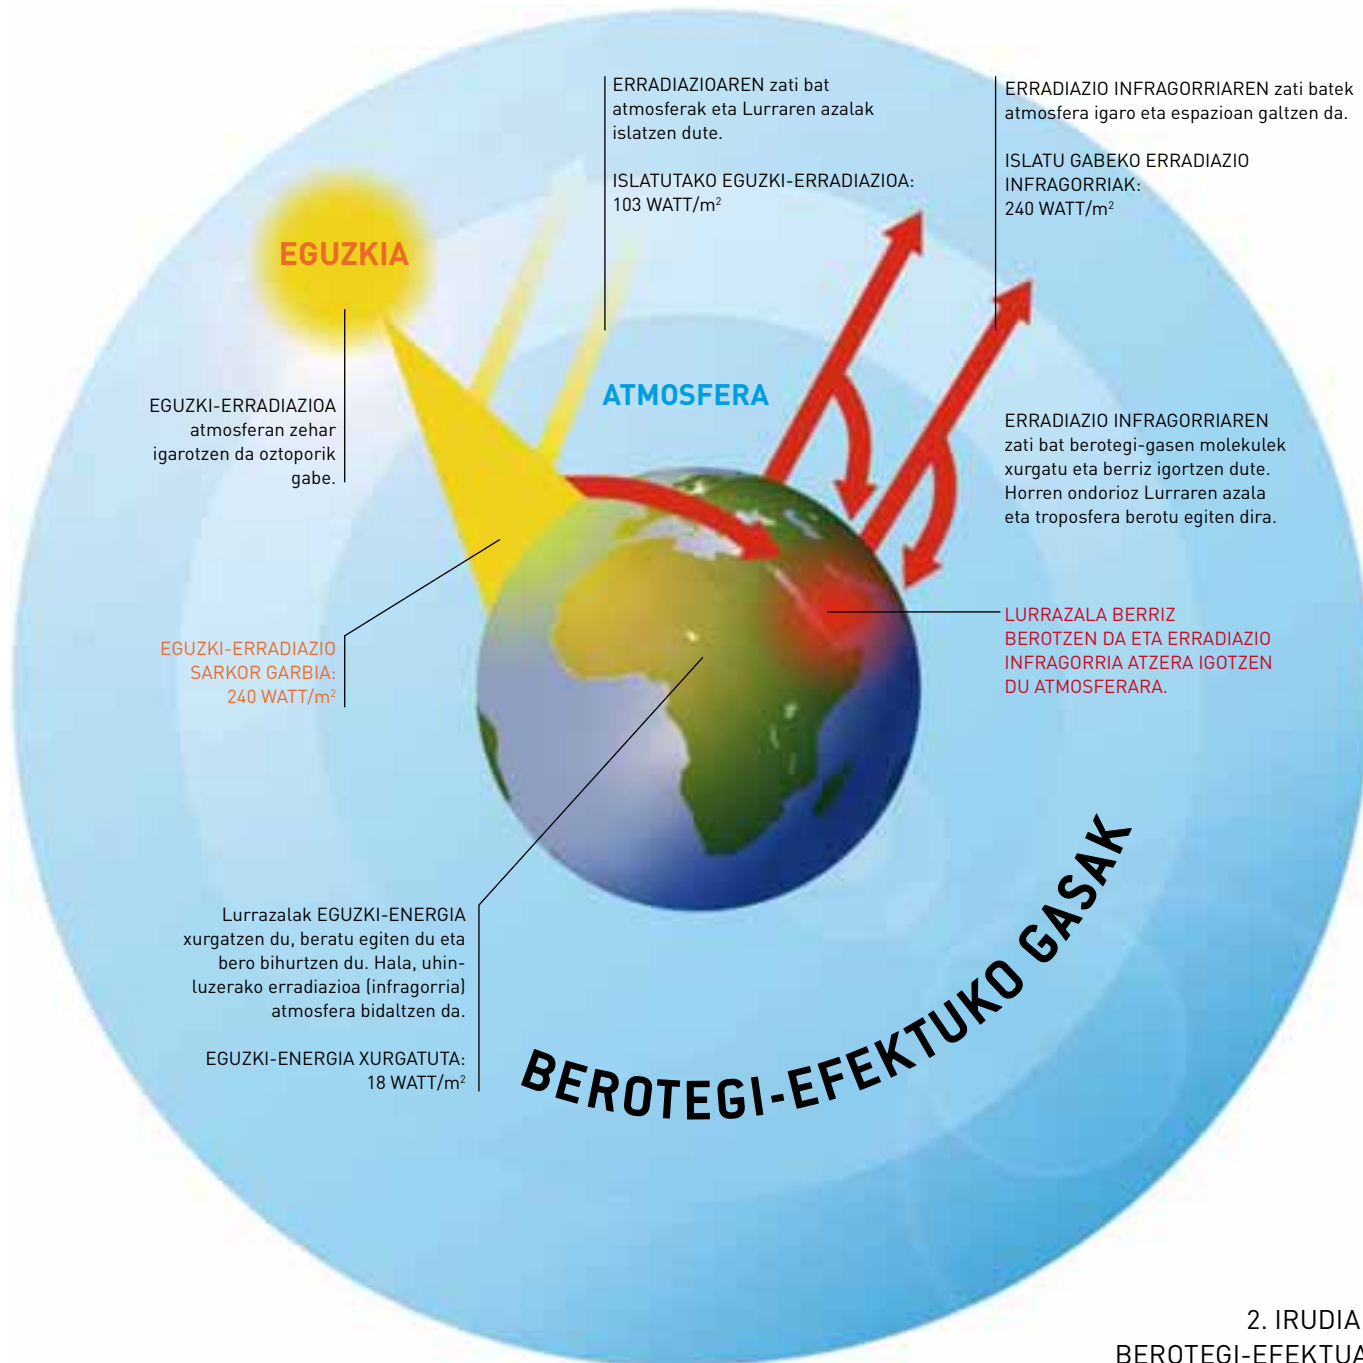 ERRADIAZIOAREN zati bat
atmosferak eta Lurraren azalak
islatzen dute.
ISLATUTAKO EGUZKI-ERRADIAZIOA:
103 WATT/m²
ERRADIAZIO INFRAGORRIAREN zati batek
atmosfera igaro eta espazioan galtzen da.
ISLATU GABEKO ERRADIAZIO
INFRAGORRIAK:
240 WATT/m²
EGUZKIA
EGUZKI-ERRADIAZIOA
atmosferan zehar
igarotzen da oztoporik
gabe.
ATMOSFERA
ERRADIAZIO INFRAGORRIAREN
zati bat berotegi-gasen molekulek
xurgatu eta berriz igortzen dute.
Horren ondorioz Lurraren azala
eta troposfera berotu egiten dira.
EGUZKI-ERRADIAZIO
SARKOR GARBIA:
240 WATT/m²
LURRAZALA BERRIZ
BEROTZEN DA ETA ERRADIAZIO
INFRAGORRIA ATZERA IGOTZEN
DU ATMOSFERARA.
Lurrazalak EGUZKI-ENERGIA
xurgatzen du, beratu egiten du eta
bero bihurtzen du. Hala, uhin-
luzerako erradiazioa (infragorria)
atmosfera bidaltzen da.
EGUZKI-ENERGIA XURGATUTA:
18 WATT/m²
BEROTEGI-EFEKTUKO GASAK
2. IRUDIA
BEROTEGI-EFEKTUA